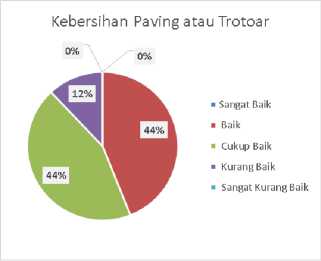 Kebersihan Paving atau Trotoar
0%
0%
12%
44%
44%
Sangat Baik
Baik
Cukup Baik
Kurang Baik
Sangat Kurang Baik